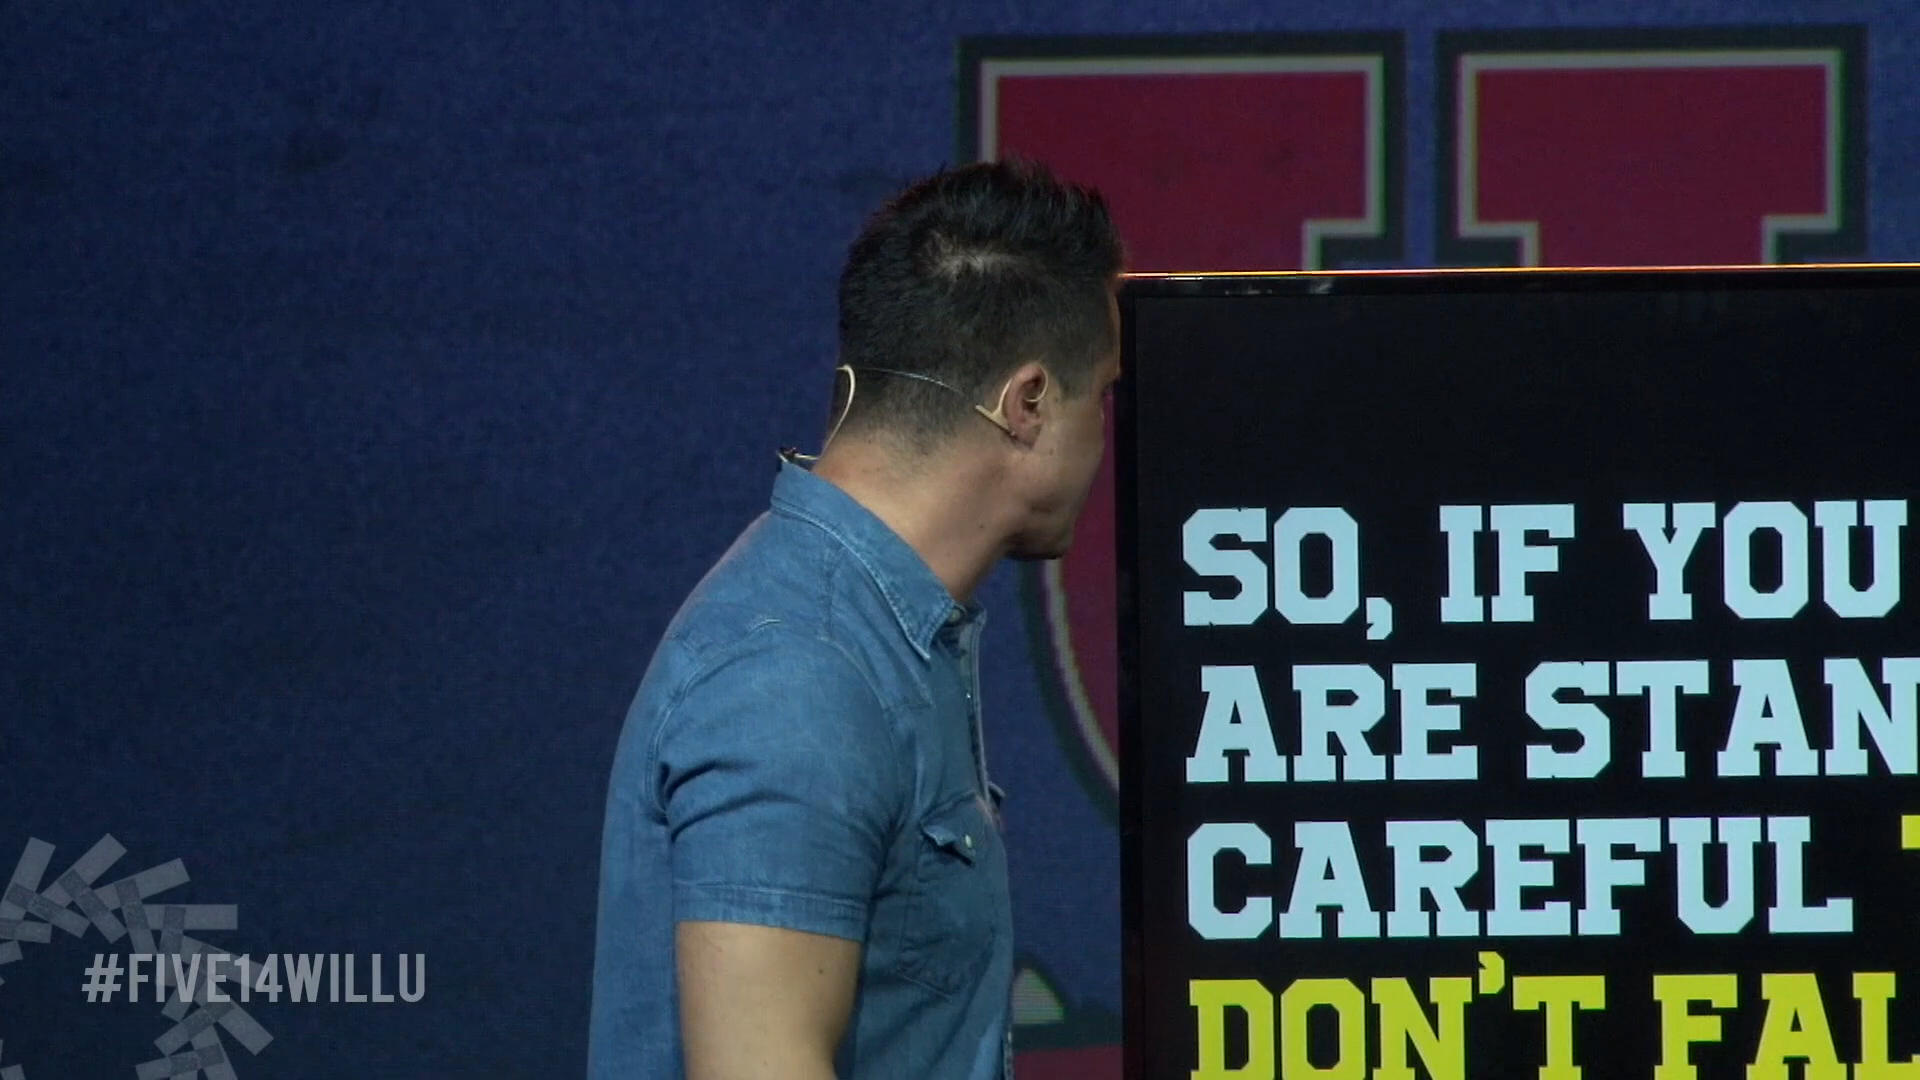 SO, IF YOU
ARE STAN
CAREFUL
DON'T FAL
#FIVE14WILLU